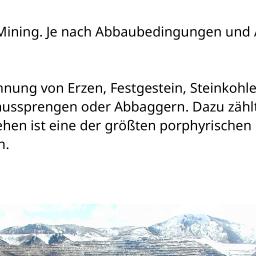 Mining. Je nach Abbaubedingungen und
nnung von Erzen, Festgestein, Steinkohle
aussprengen oder Abbaggern. Dazu zählt
ehen ist eine der größten porphyrischen
n.